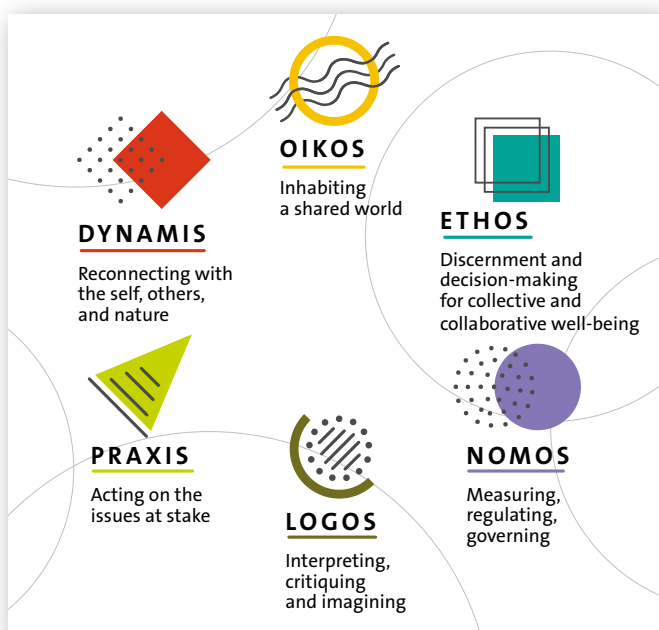 OIKOS
Inhabiting
a shared world
ETHOS
Discernment and
decision-making
for collective and
collaborative well-being
NOMOS
Measuring,
regulating,
governing
LOGOS
Interpreting,
critiquing
and imagining
PRAXIS
Acting on the
issues at stake
DYNAMIS
Reconnecting with
the self, others,
and nature